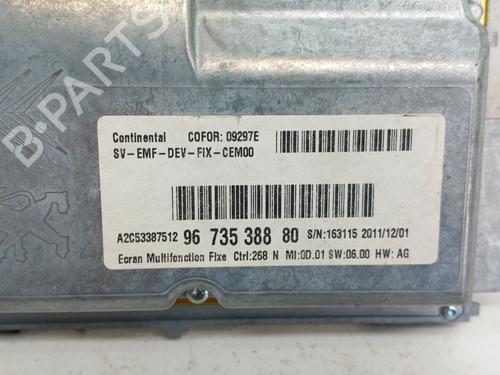 B-PARTS
Continental COFOR: 09297E
SV-EMF-DEV-FIX-CEM00
A2C53387512 96 735 388 80 S/N:163115 2011/12/01
Ecran Multifonction Fixe Ctrl:268 N MI:0D.01 SW:06.00 HW: AG